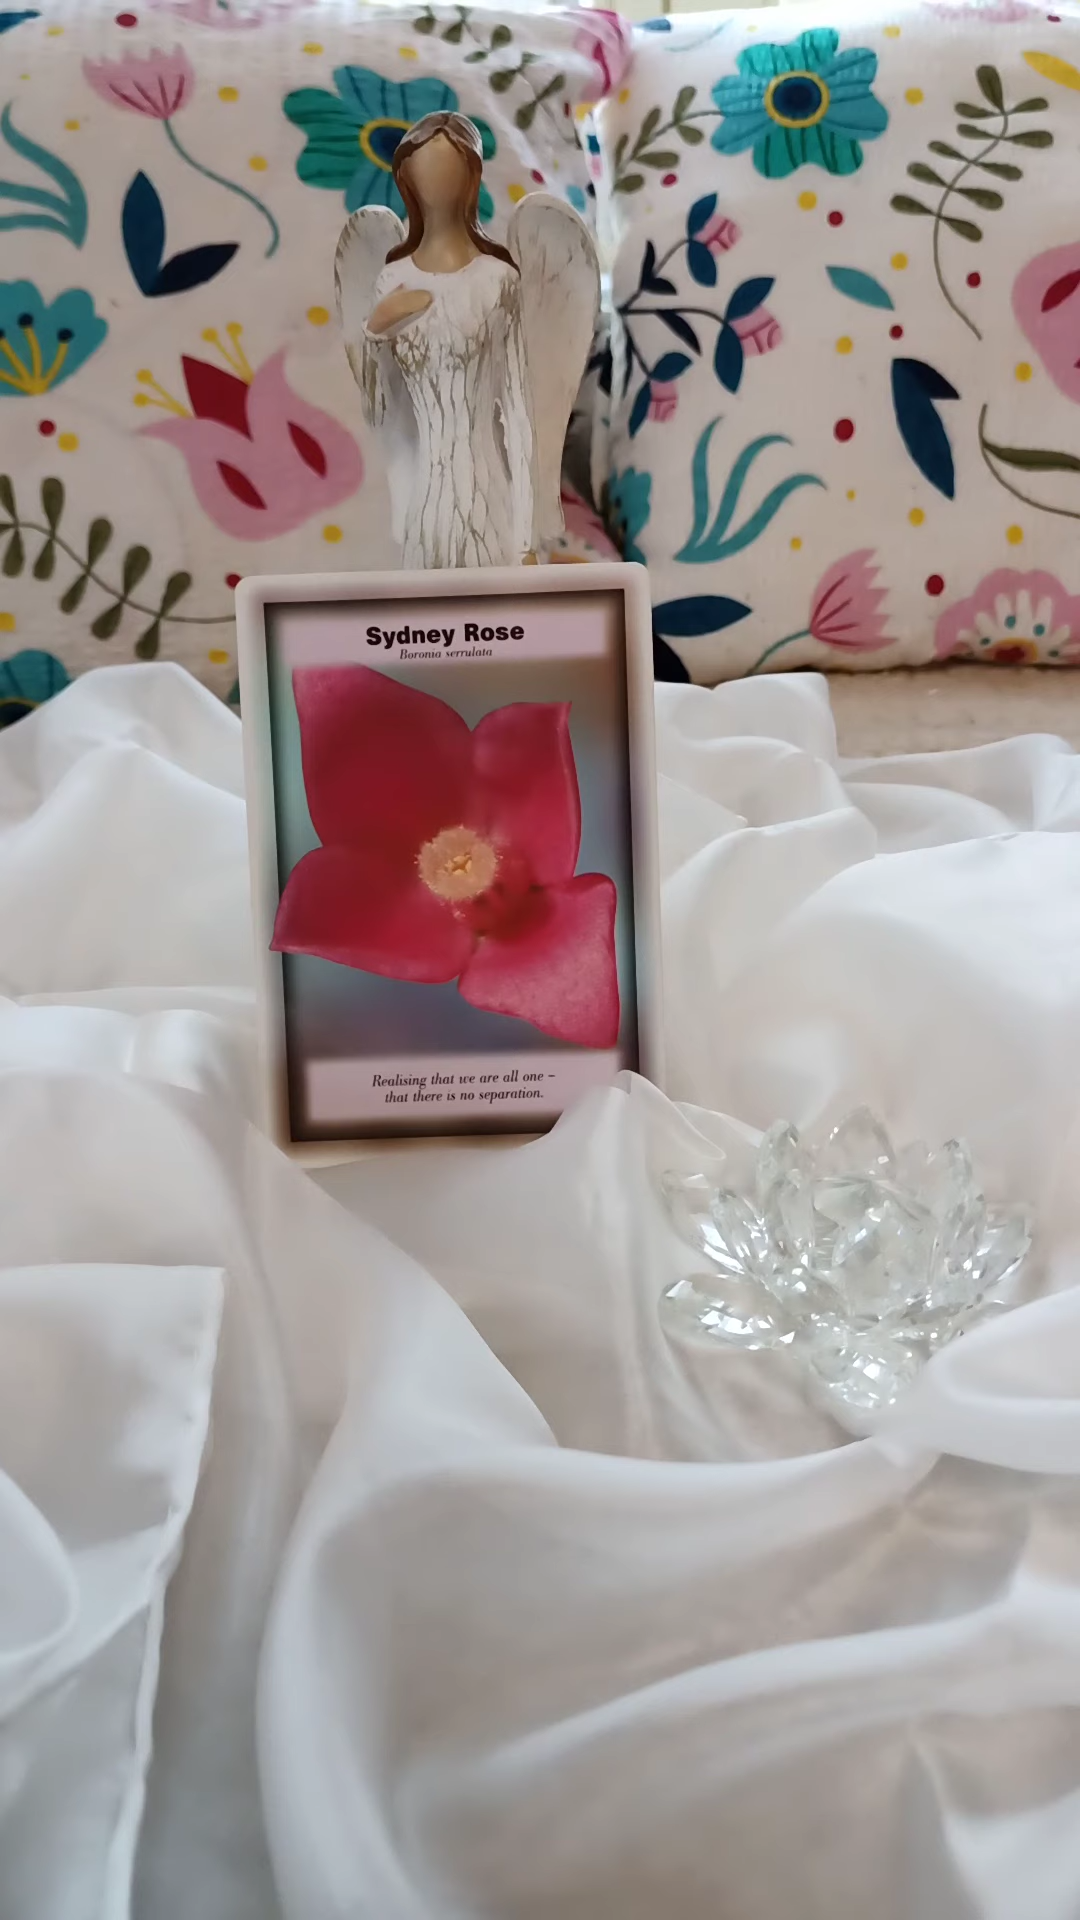 Sydney Rose
Boronia serrulata
Realising that we are all one –
that there is no separation.